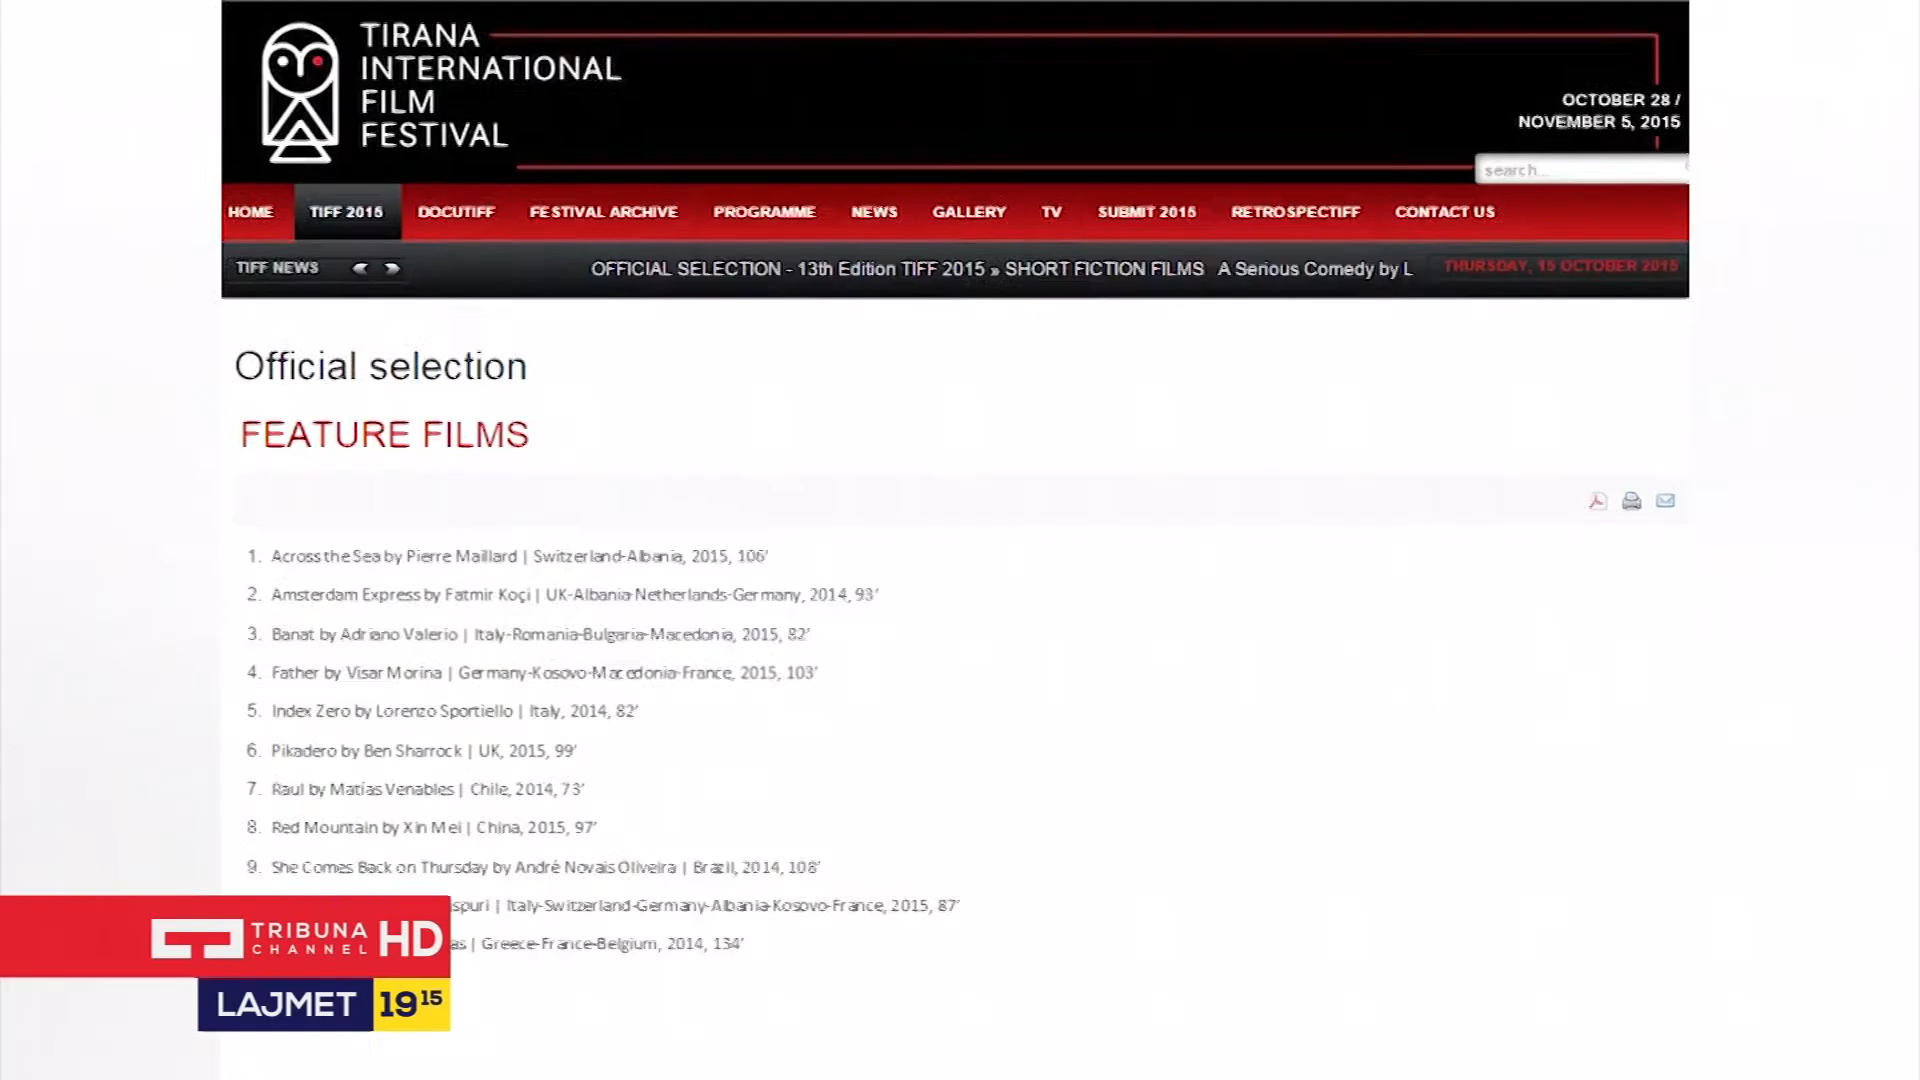 TIRANA
INTERNATIONAL
FILM
FESTIVAL
OCTOBER 28 /
NOVEMBER 5, 2015
search...
HOME TIFF 2015 DOCUTIFF FESTIVAL ARCHIVE PROGRAMME NEWS GALLERY TV SUBMIT 2015 RETROSPECTIFF CONTACT US
TIFF NEWS OFFICIAL SELECTION - 13th Edition TIFF 2015 » SHORT FICTION FILMS A Serious Comedy by L THURSDAY, 15 OCTOBER 2015
Official selection
FEATURE FILMS
1. Across the Sea by Pierre Maillard | Switzerland-Albania, 2015, 106’
2. Amsterdam Express by Fatmir Koçi | UK-Albania-Netherlands-Germany, 2014, 93’
3. Banat by Adriano Valerio | Italy-Romania-Bulgaria-Macedonia, 2015, 82’
4. Father by Visar Morina | Germany-Kosovo-Macedonia-France, 2015, 103’
5. Index Zero by Lorenzo Sportiello | Italy, 2014, 82’
6. Pikadero by Ben Sharrock | UK, 2015, 99’
7. Raul by Matías Venables | Chile, 2014, 73’
8. Red Mountain by Xin Mei | China, 2015, 97’
9. She Comes Back on Thursday by André Novais Oliveira | Brazil, 2014, 108’
spuri | Italy-Switzerland-Germany-Albania-Kosovo-France, 2015, 87’
as | Greece-France-Belgium, 2014, 134’
TRIBUNA
CHANNEL
HD
LAJMET 19 15